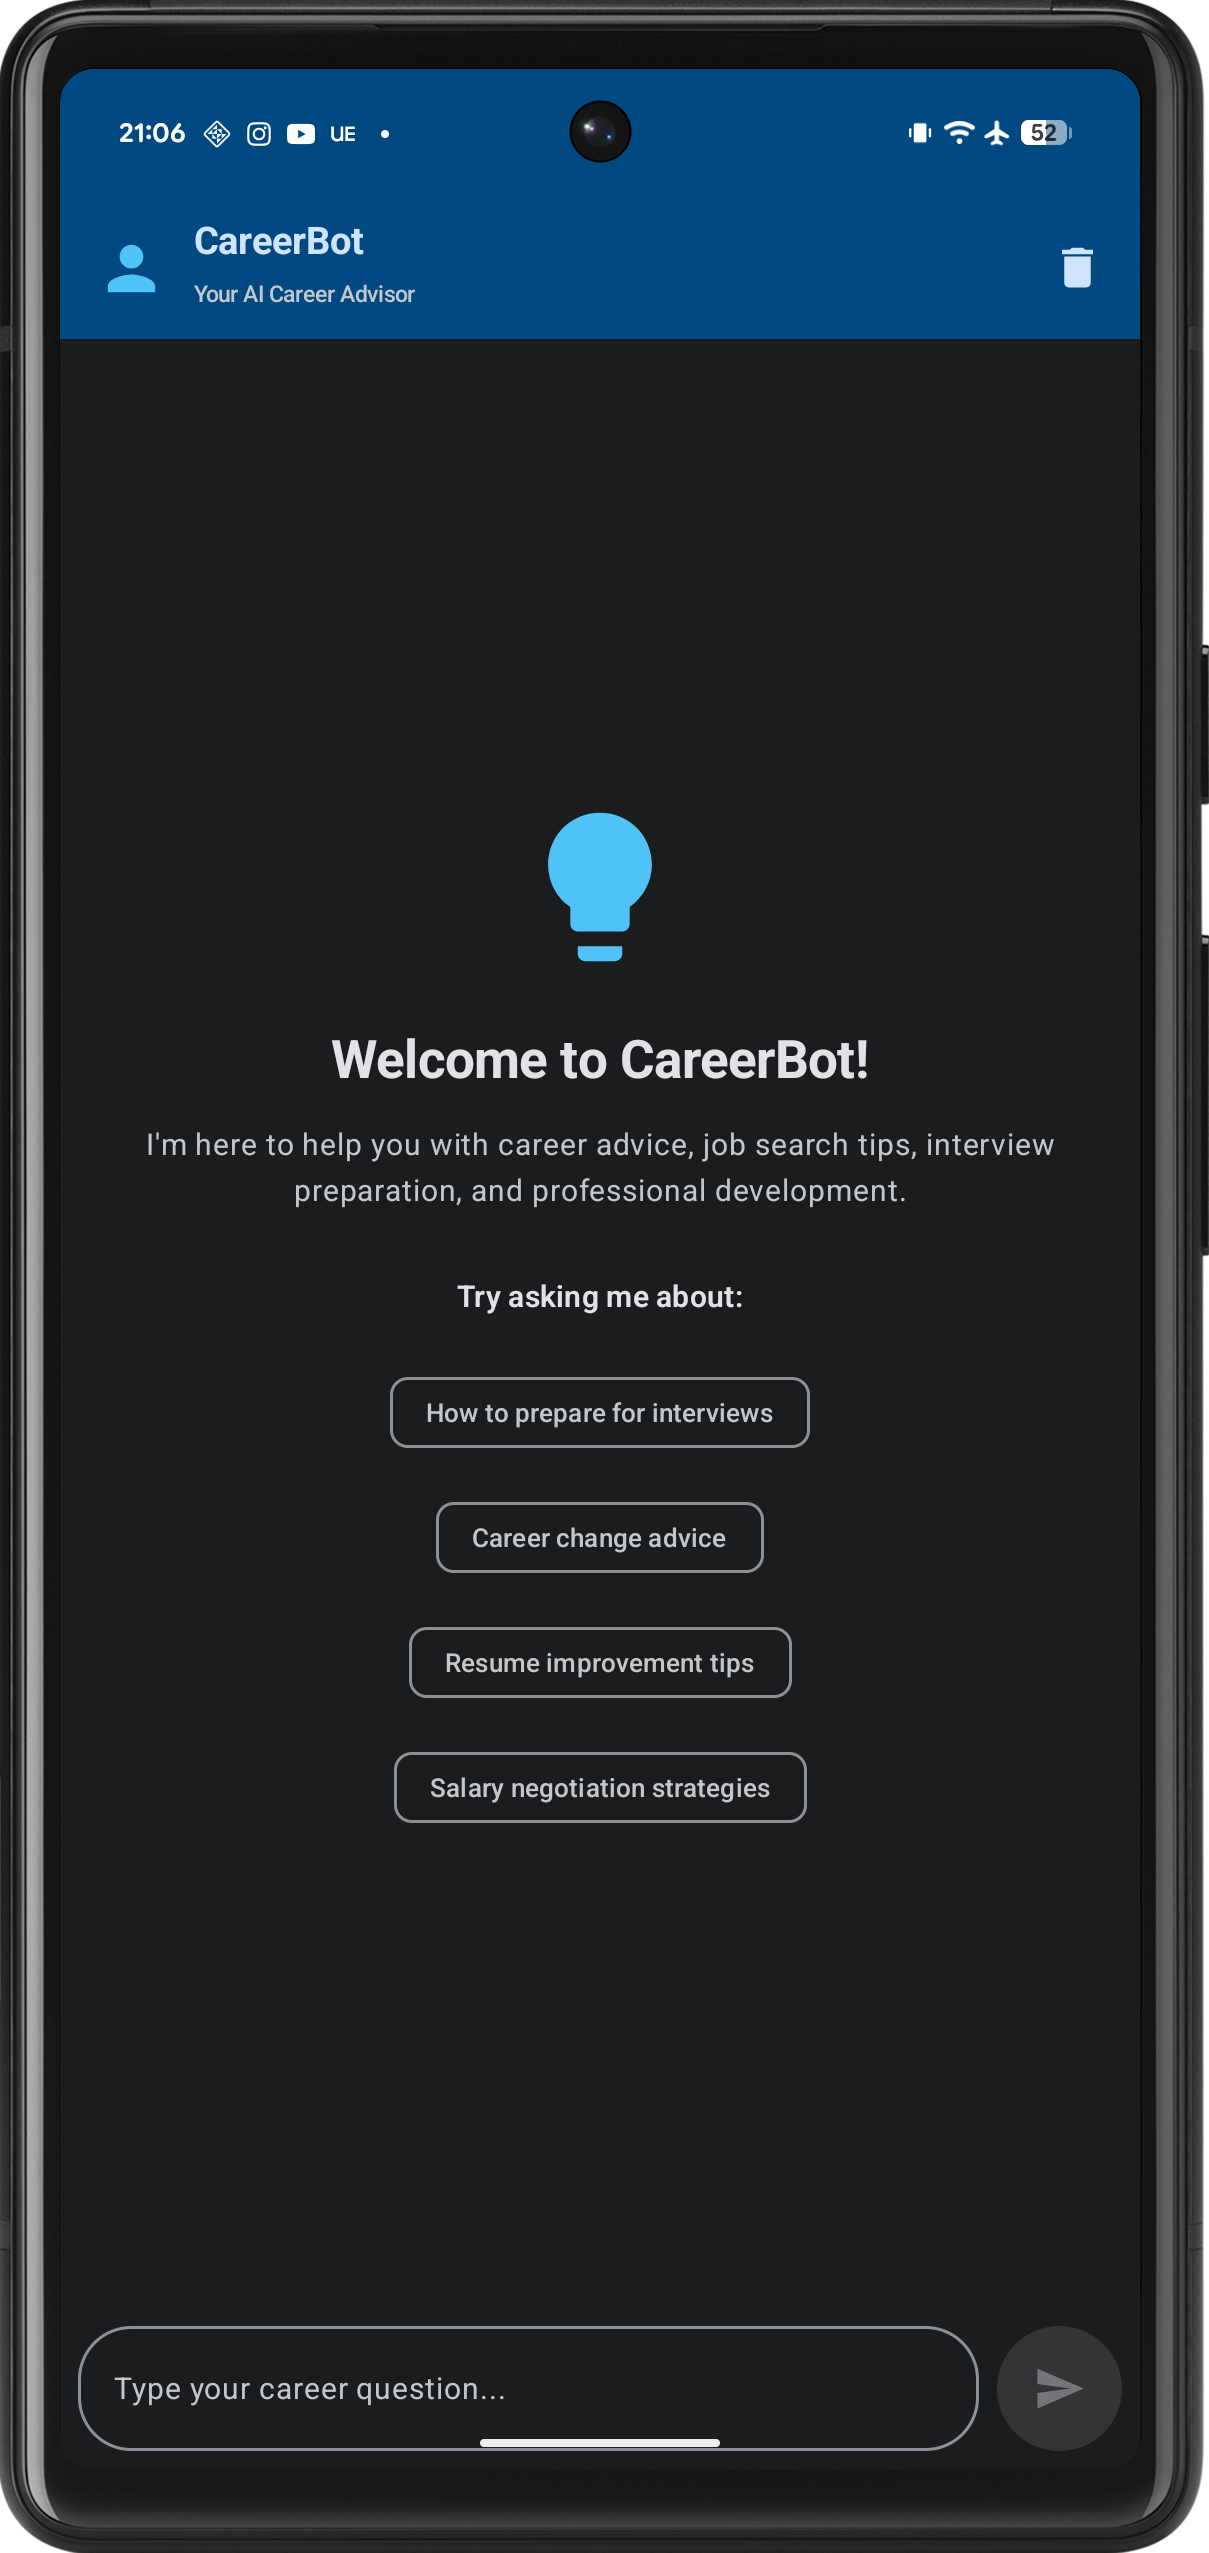 21:06 UE 52
CareerBot
Your AI Career Advisor
Welcome to CareerBot!
I'm here to help you with career advice, job search tips, interview
preparation, and professional development.
Try asking me about:
How to prepare for interviews
Career change advice
Resume improvement tips
Salary negotiation strategies
Type your career question...